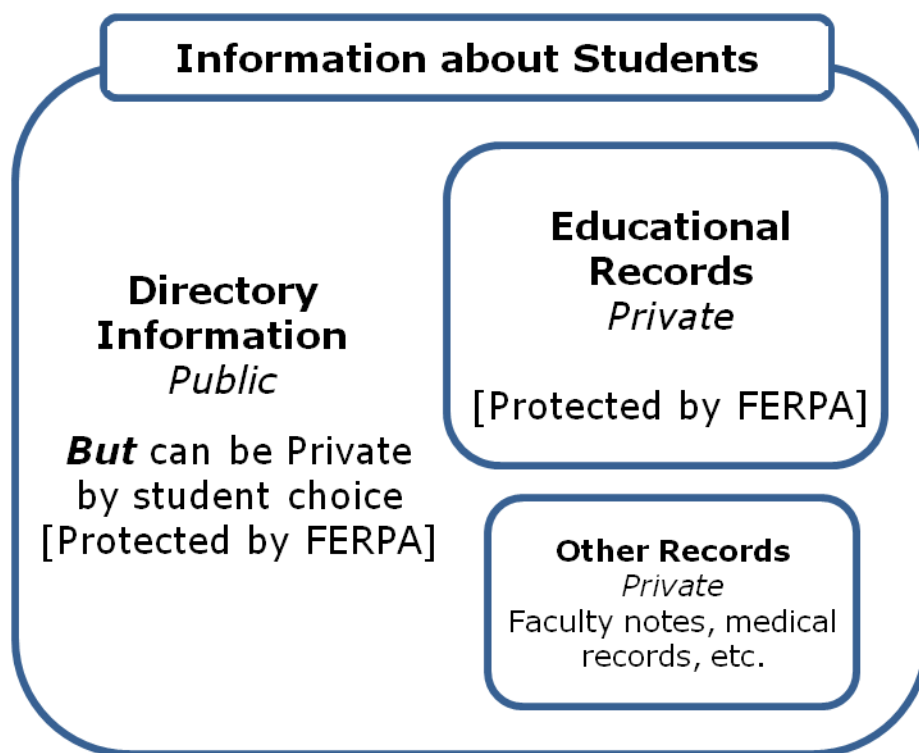 Information about Students
Directory
Information
Public
But can be Private
by student choice
[Protected by FERPA]
Educational
Records
Private
[Protected by FERPA]
Other Records
Private
Faculty notes, medical
records, etc.